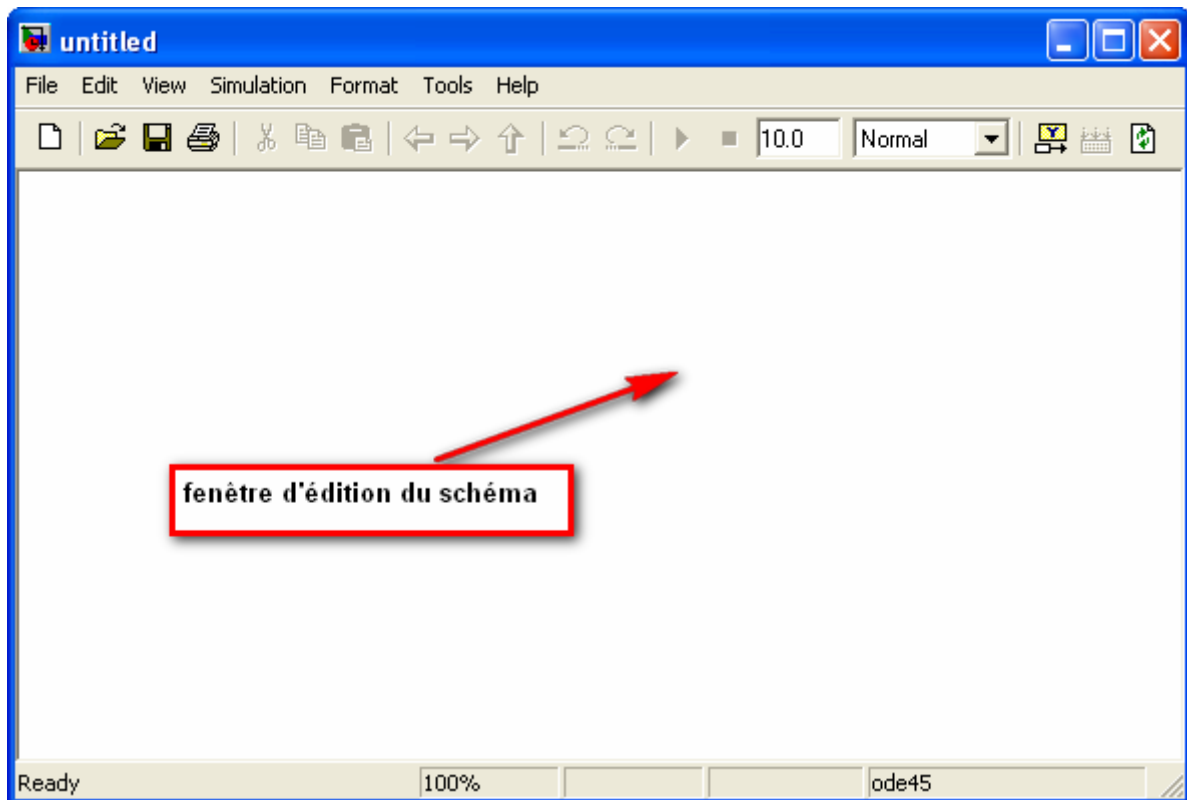 untitled
File Edit View Simulation Format Tools Help
10.0 Normal
fenêtre d'édition du schéma
Ready 100% ode45